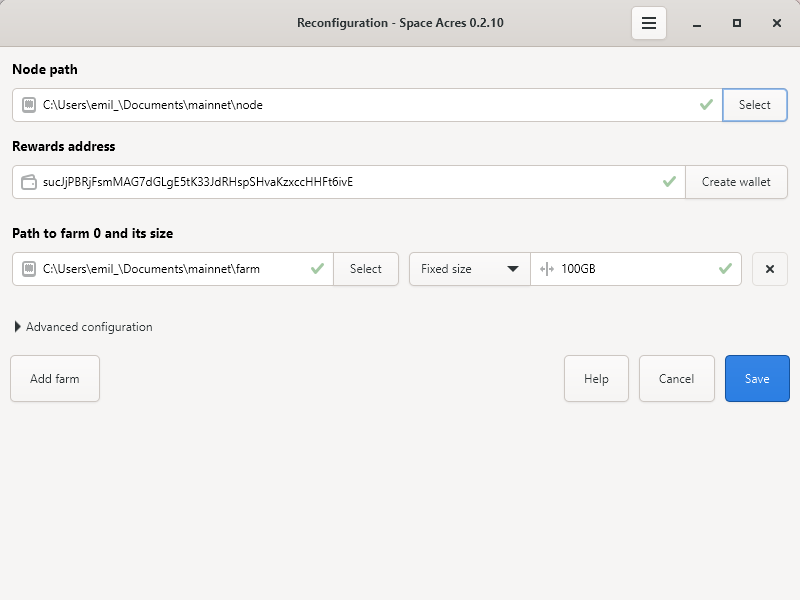 Reconfiguration - Space Acres 0.2.10
Node path
C:\Users\emil_\Documents\mainnet\node
Select
Rewards address
sucJjPBRjFsmMAG7dGLgE5tK33JdRHspSHvaKzxccHHFt6ivE
Create wallet
Path to farm 0 and its size
C:\Users\emil_\Documents\mainnet\farm
Select
Fixed size
100GB
Advanced configuration
Add farm
Help
Cancel
Save